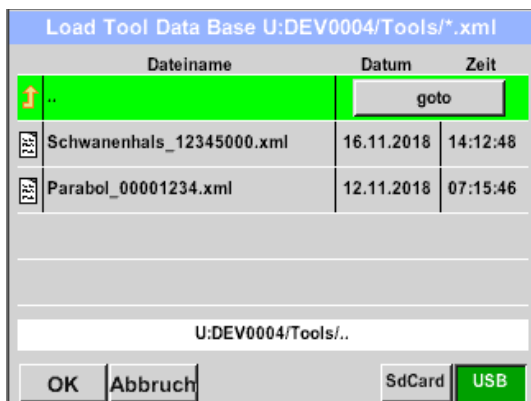 Load Tool Data Base U:DEV0004/Tools/*.xml
Dateiname Datum Zeit
.. goto
Schwanenhals_12345000.xml 16.11.2018 14:12:48
Parabol_00001234.xml 12.11.2018 07:15:46
U:DEV0004/Tools/..
OK Abbruch SdCard USB